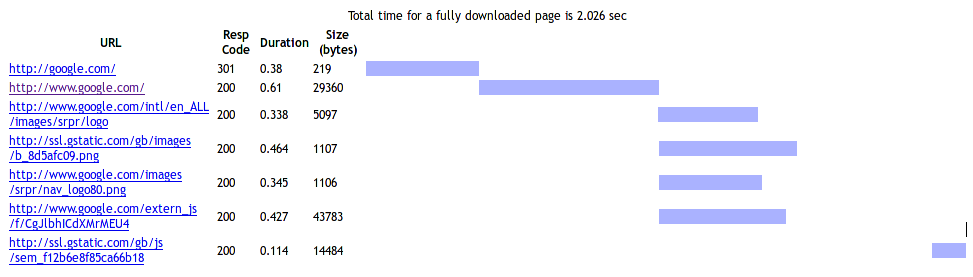 Total time for a fully downloaded page is 2.026 sec
URL Resp Code Duration Size (bytes)
http://google.com/ 301 0.38 219
http://www.google.com/ 200 0.61 29360
http://www.google.com/intl/en_ALL
/images/srpr/logo 200 0.338 5097
http://ssl.gstatic.com/gb/images
/b_8d5afc09.png 200 0.464 1107
http://www.google.com/images
/srpr/nav_logo80.png 200 0.345 1106
http://www.google.com/extern_js
/f/CgJlbhICdXMrMEU4 200 0.427 43783
http://ssl.gstatic.com/gb/js
/sem_f12b6e8f85ca66b18 200 0.114 14484